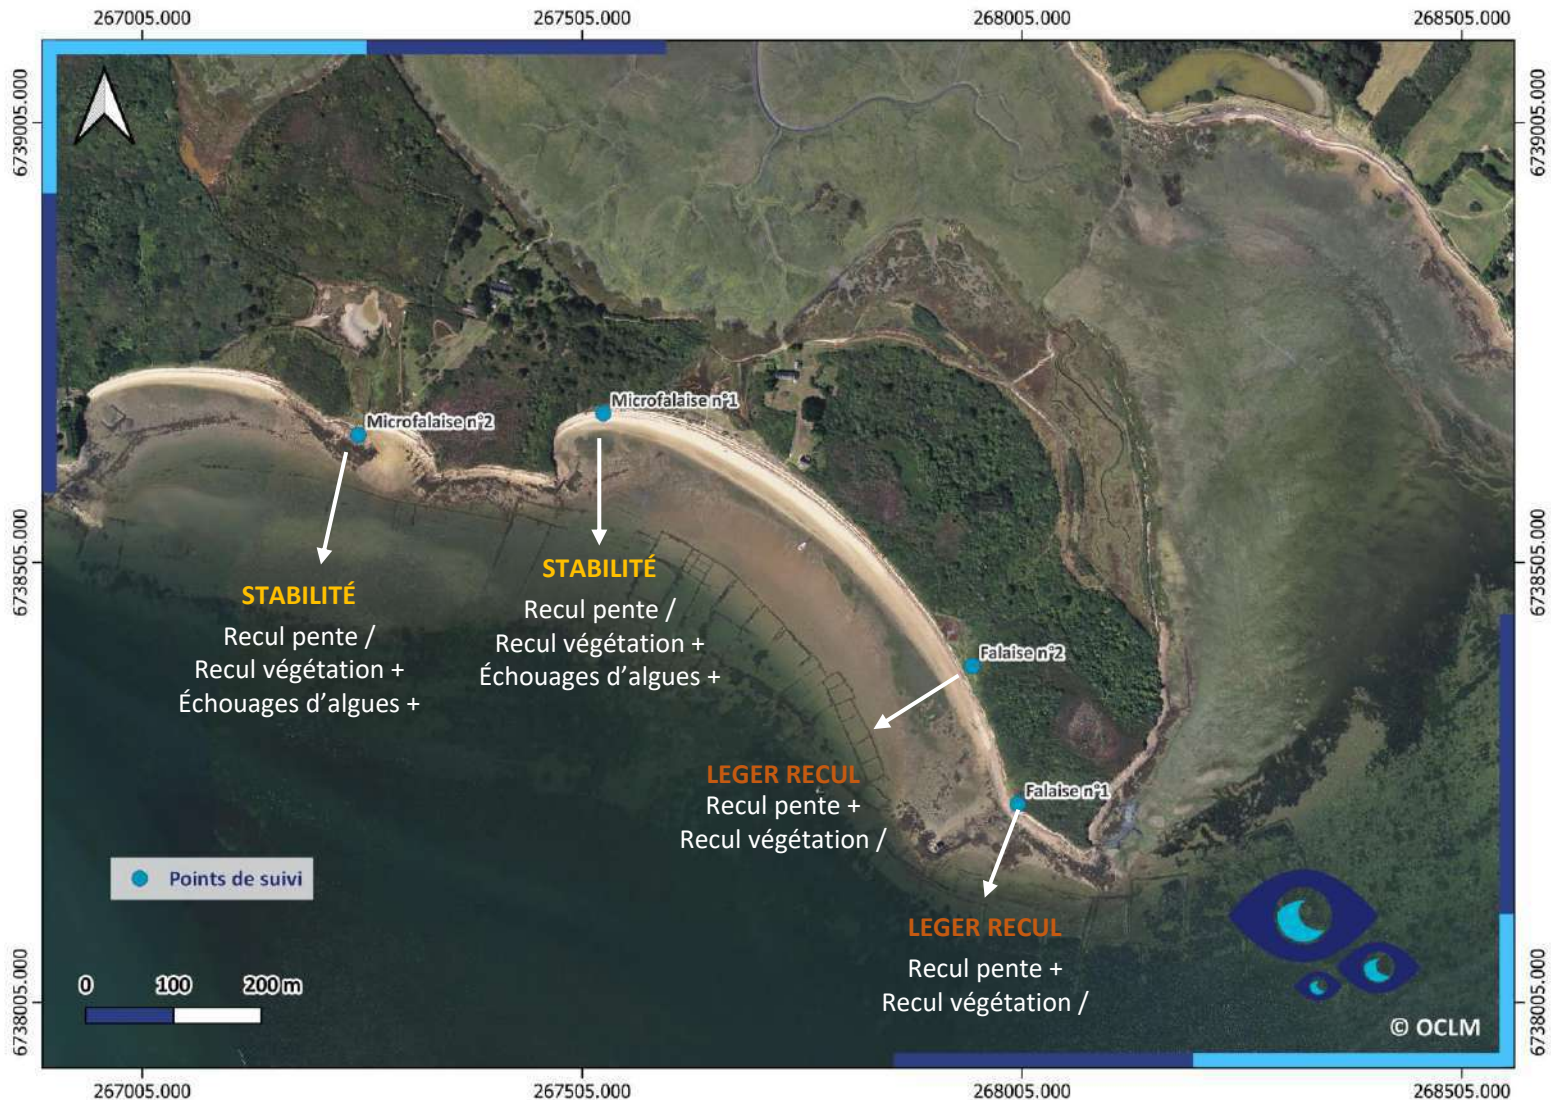 267005.000
267505.000
268005.000
268505.000
6739005.000
6739005.000
Microfalaise n°1
Microfalaise n°2
6738505.000
6738505.000
STABILITÉ
Recul pente /
Recul végétation +
Échouages d’algues +
STABILITÉ
Recul pente /
Recul végétation +
Échouages d’algues +
Falaise n°2
LEGER RECUL
Recul pente +
Recul végétation /
Falaise n°1
LEGER RECUL
Recul pente +
Recul végétation /
Points de suivi
0 100 200 m
6738005.000
6738005.000
© OCLM
267005.000
267505.000
268005.000
268505.000